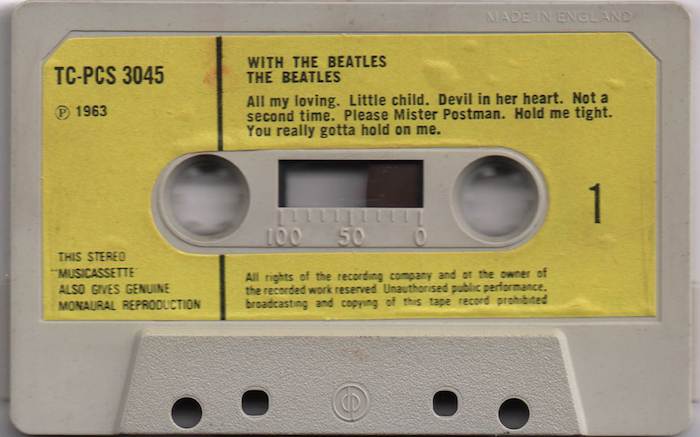 MADE IN ENGLAND
TC-PCS 3045
Ⓟ 1963
WITH THE BEATLES
THE BEATLES
All my loving. Little child. Devil in her heart. Not a
second time. Please Mister Postman. Hold me tight.
You really gotta hold on me.
1
100 50 0
THIS STEREO
"MUSICASSETTE"
ALSO GIVES GENUINE
MONAURAL REPRODUCTION
All rights of the recording company and ot the owner of
the recorded work reserved. Unauthorised public performance,
broadcasting and copying of this tape record prohibited